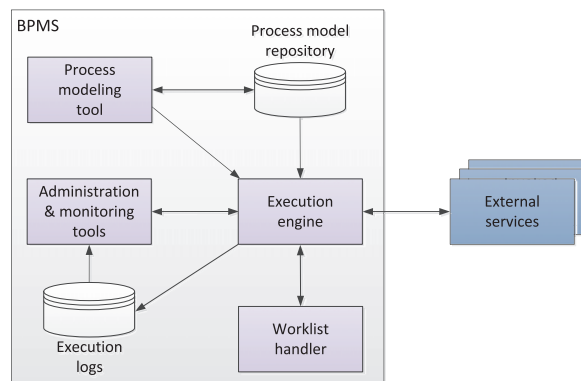 BPMS
Process model
repository
Process
modeling
tool
Administration
& monitoring
tools
Execution
engine
External
services
Execution
logs
Worklist
handler